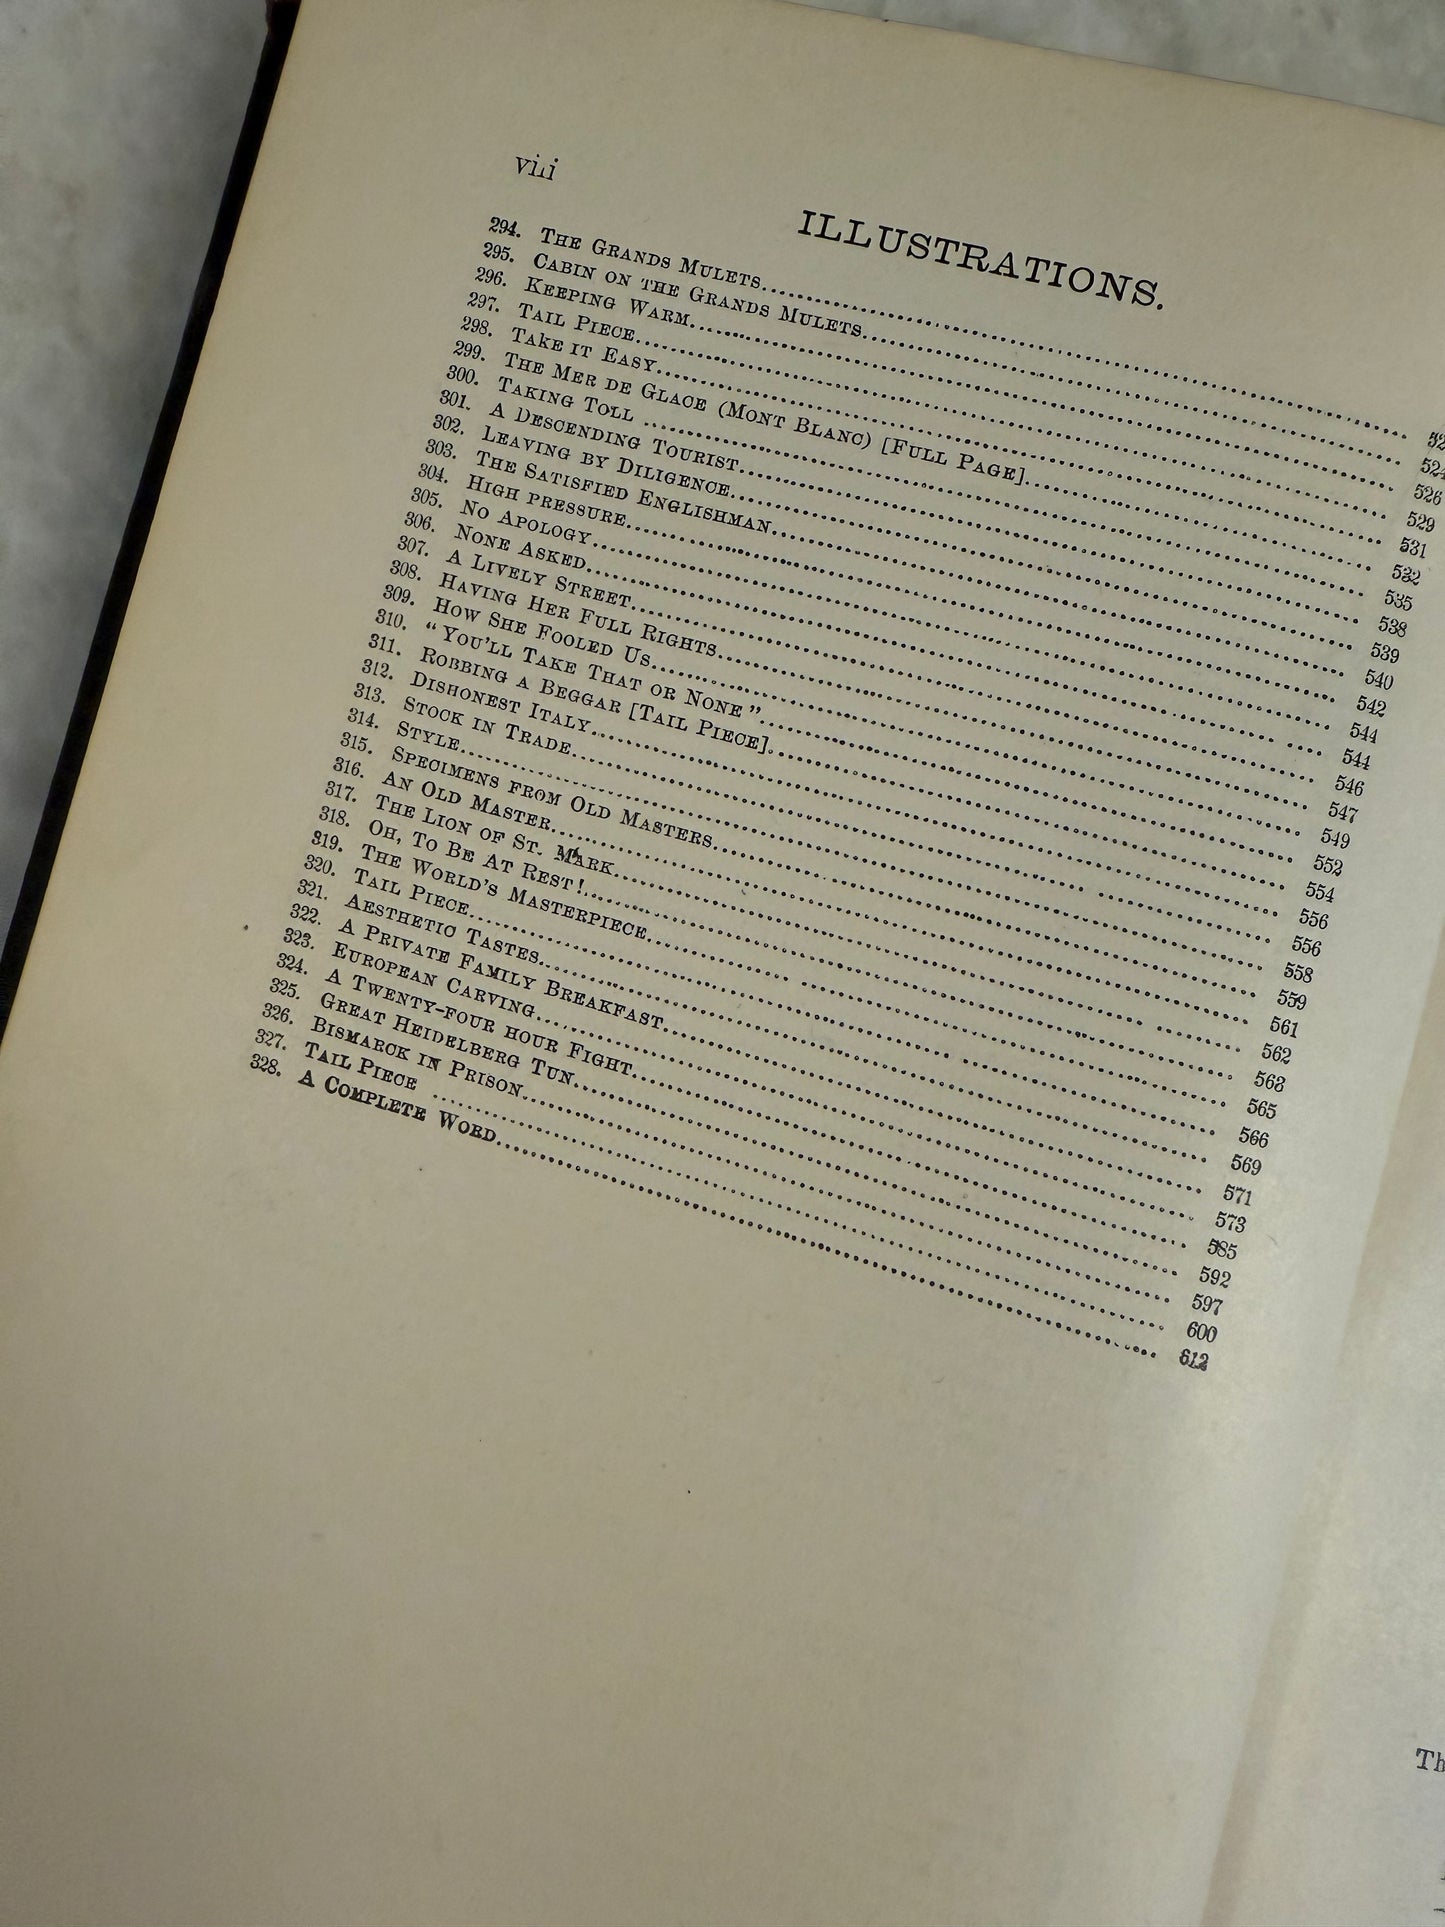 viii
ILLUSTRATIONS.
294. THE GRANDS MULETS
295. CABIN ON THE GRANDS MULETS 524
296. KEEPING WARM 526
297. TAIL PIECE 529
298. TAKE IT EASY 531
299. THE MER DE GLACE (MONT BLANC) [FULL PAGE] 532
300. TAKING TOLL 535
301. A DESCENDING TOURIST 538
302. LEAVING BY DILIGENCE 539
303. THE SATISFIED ENGLISHMAN 540
304. HIGH PRESSURE 542
305. NO APOLOGY 544
306. NONE ASKED 544
307. A LIVELY STREET 546
308. HAVING HER FULL RIGHTS 547
309. HOW SHE FOOLED US 549
310. "YOU'LL TAKE THAT OR NONE" 552
311. ROBBING A BEGGAR [TAIL PIECE] 554
312. DISHONEST ITALY 556
313. STOCK IN TRADE 556
314. STYLE 558
315. SPECIMENS FROM OLD MASTERS 559
316. AN OLD MASTER 561
317. THE LION OF ST. MARK 562
318. OH, TO BE AT REST! 563
319. THE WORLD'S MASTERPIECE 565
320. TAIL PIECE 566
321. AESTHETIC TASTES 569
322. A PRIVATE FAMILY BREAKFAST 571
323. EUROPEAN CARVING 573
324. A TWENTY-FOUR HOUR FIGHT 585
325. GREAT HEIDELBERG TUN 592
326. BISMARCK IN PRISON 597
327. TAIL PIECE 600
328. A COMPLETE WORD 612